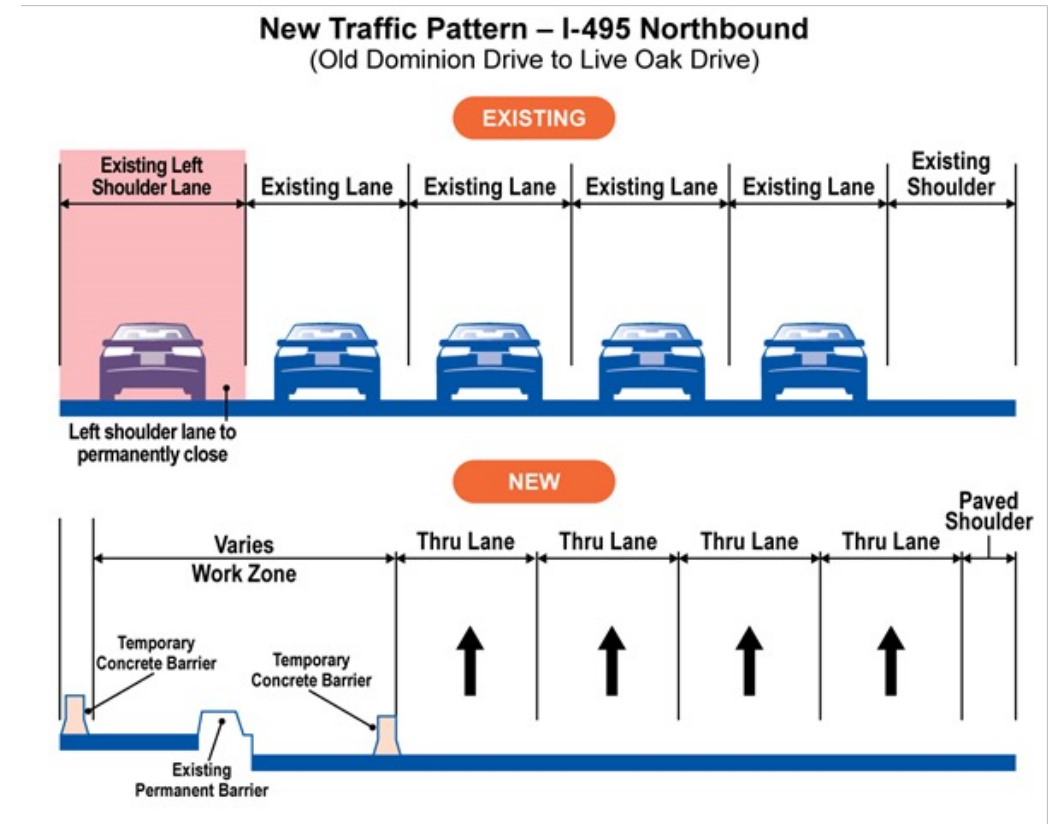 New Traffic Pattern – I-495 Northbound
(Old Dominion Drive to Live Oak Drive)
EXISTING
Existing Left
Shoulder Lane
Existing Lane
Existing Lane
Existing Lane
Existing Lane
Existing
Shoulder
Left shoulder lane to
permanently close
NEW
Varies
Work Zone
Thru Lane
Thru Lane
Thru Lane
Thru Lane
Paved
Shoulder
Temporary
Concrete Barrier
Temporary
Concrete Barrier
Existing
Permanent Barrier